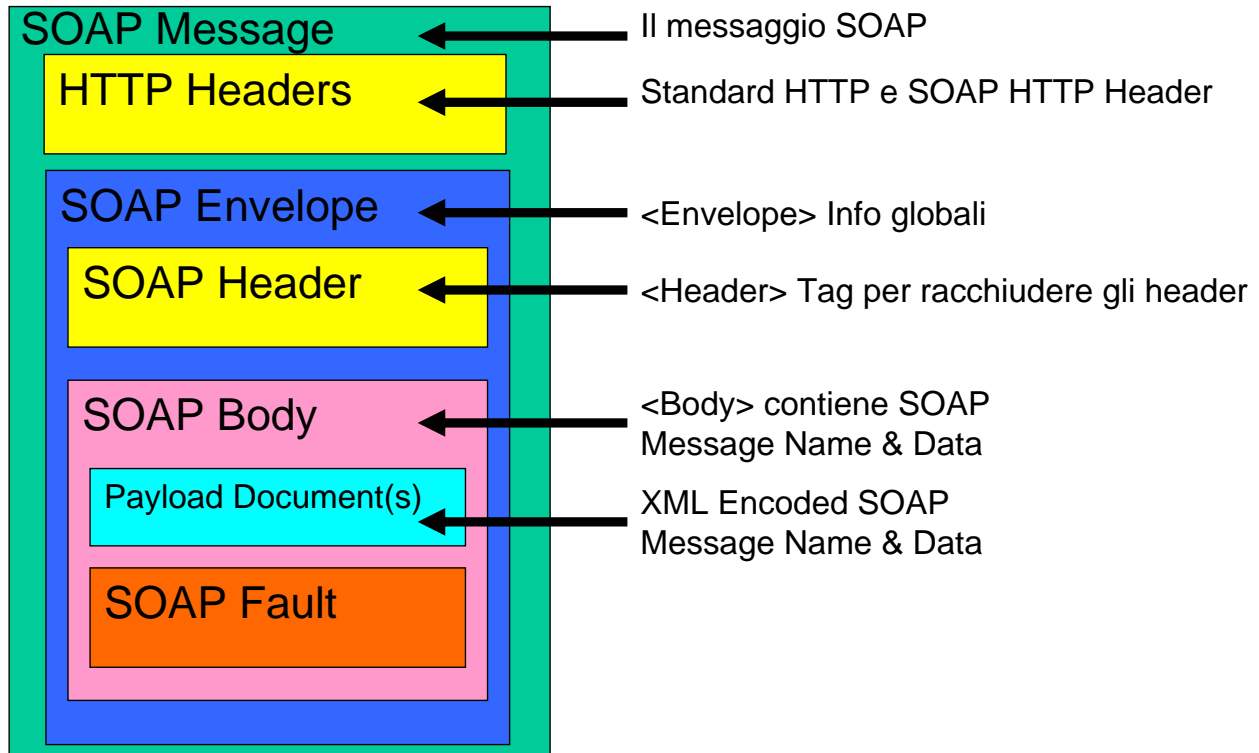 SOAP Message
Il messaggio SOAP
HTTP Headers
Standard HTTP e SOAP HTTP Header
SOAP Envelope
<Envelope> Info globali
SOAP Header
<Header> Tag per racchiudere gli header
SOAP Body
<Body> contiene SOAP
Message Name & Data
Payload Document(s)
XML Encoded SOAP
Message Name & Data
SOAP Fault